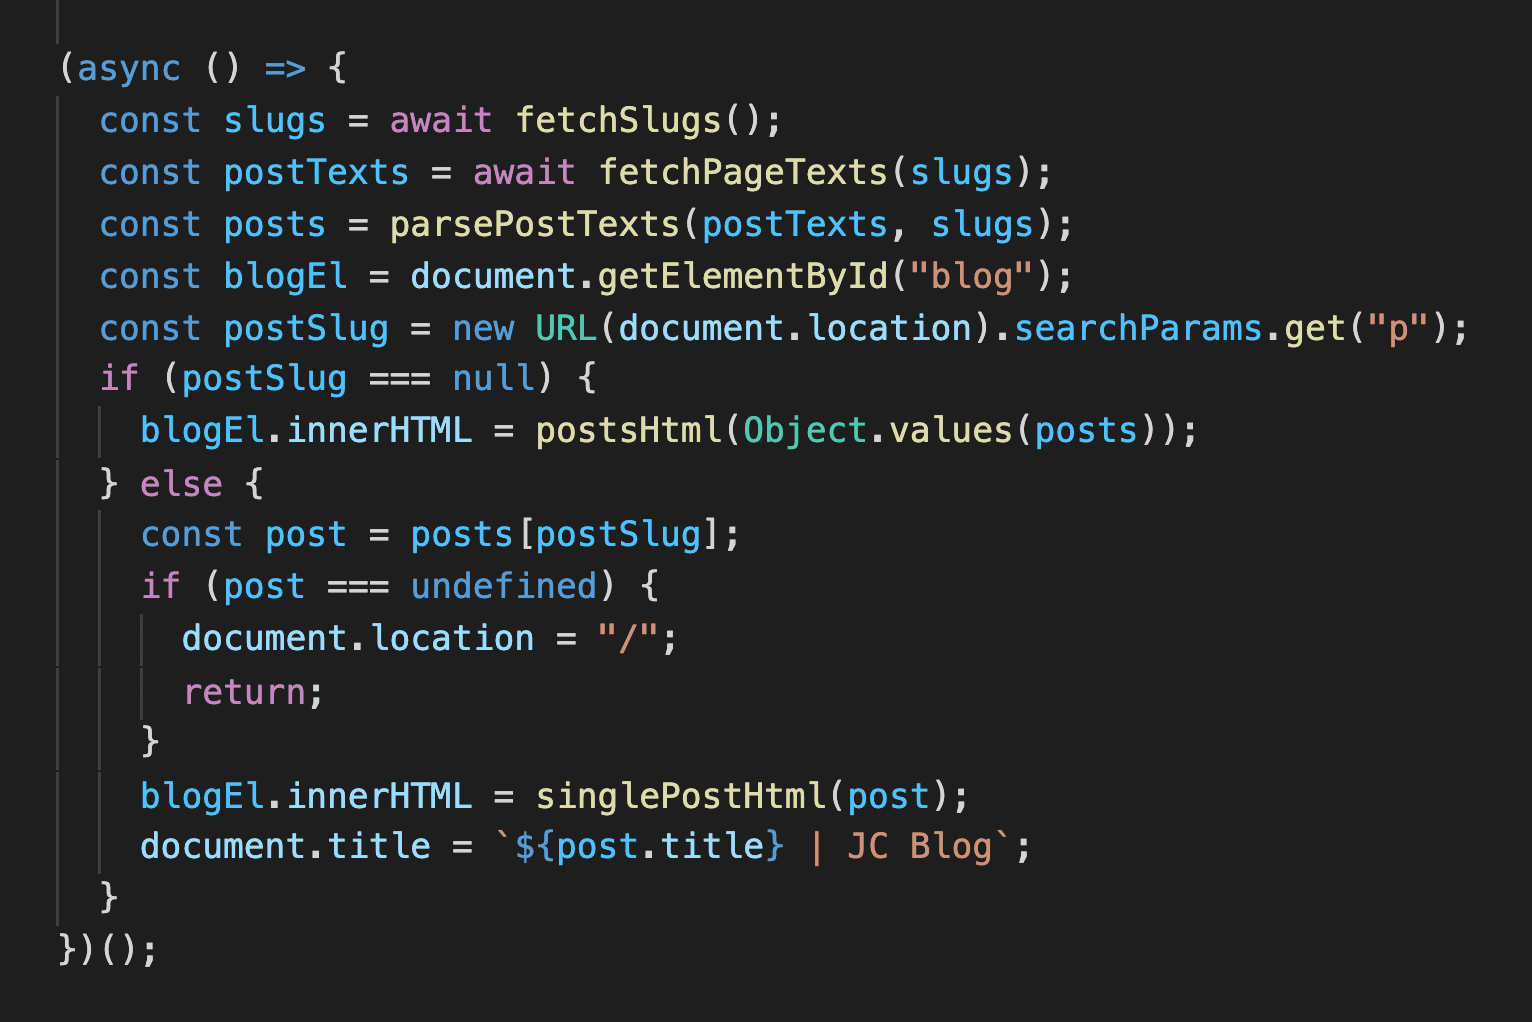 (async () => {
  const slugs = await fetchSlugs();
  const postTexts = await fetchPageTexts(slugs);
  const posts = parsePostTexts(postTexts, slugs);
  const blogEl = document.getElementById("blog");
  const postSlug = new URL(document.location).searchParams.get("p");
  if (postSlug === null) {
    blogEl.innerHTML = postsHtml(Object.values(posts));
  } else {
    const post = posts[postSlug];
    if (post === undefined) {
      document.location = "/";
      return;
    }
    blogEl.innerHTML = singlePostHtml(post);
    document.title = `${post.title} | JC Blog`;
  }
})();